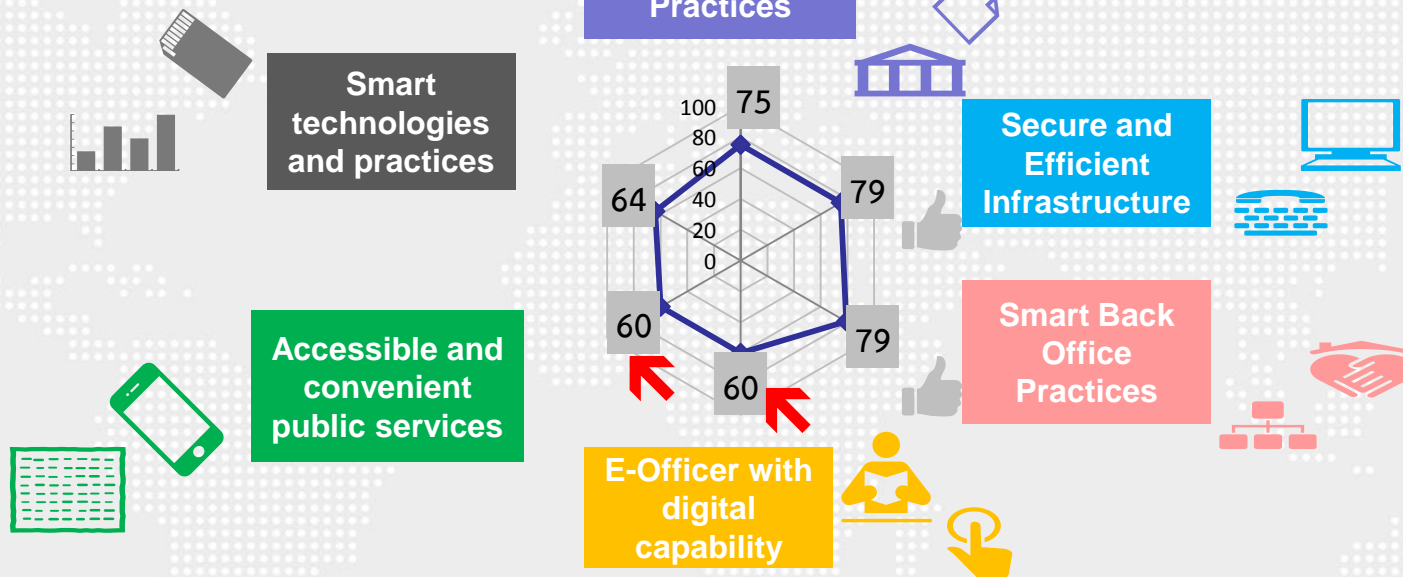 Practices
Smart
technologies
and practices
Secure and
Efficient
Infrastructure
100
80
60
40
20
0
75
79
79
60
60
64
Accessible and
convenient
public services
Smart Back
Office
Practices
E-Officer with
digital
capability